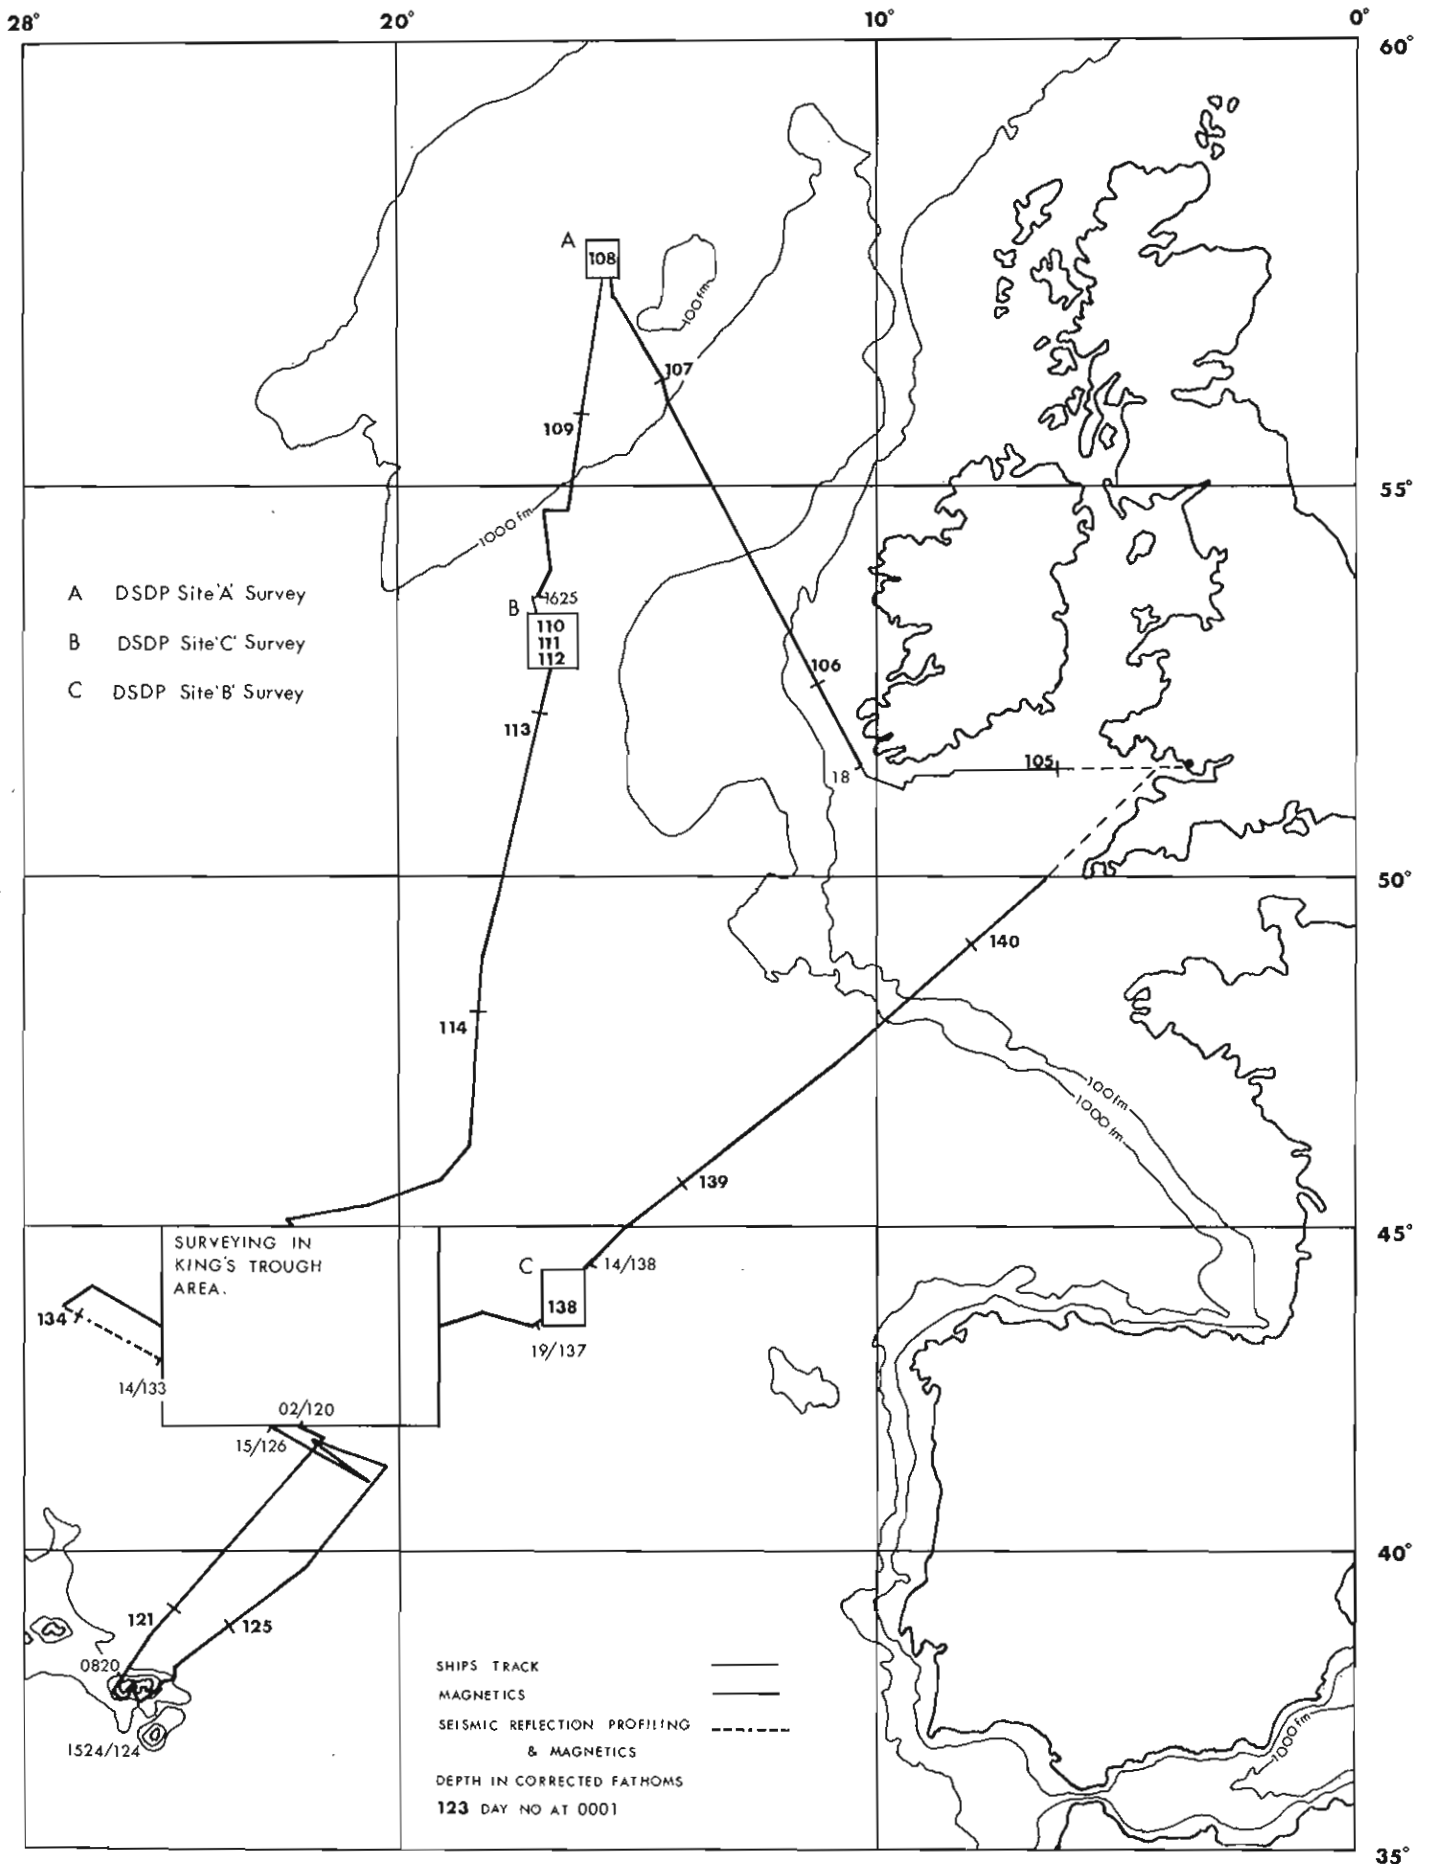 28° 20° 10° 0°
60°
A
108
100 fm
107
109
55°
1000 fm
A DSDP Site 'A' Survey
1625
B
110
111
112
B DSDP Site 'C' Survey
C DSDP Site 'B' Survey
106
113
105
18
50°
140
114
100 fm
1000 fm
139
45°
SURVEYING IN
KING'S TROUGH
AREA.
C
14/138
138
134
19/137
14/133
02/120
15/126
40°
121
125
0820
1524/124
SHIPS TRACK
MAGNETICS
SEISMIC REFLECTION PROFILING
& MAGNETICS
DEPTH IN CORRECTED FATHOMS
123 DAY NO AT 0001
1000 fm
35°